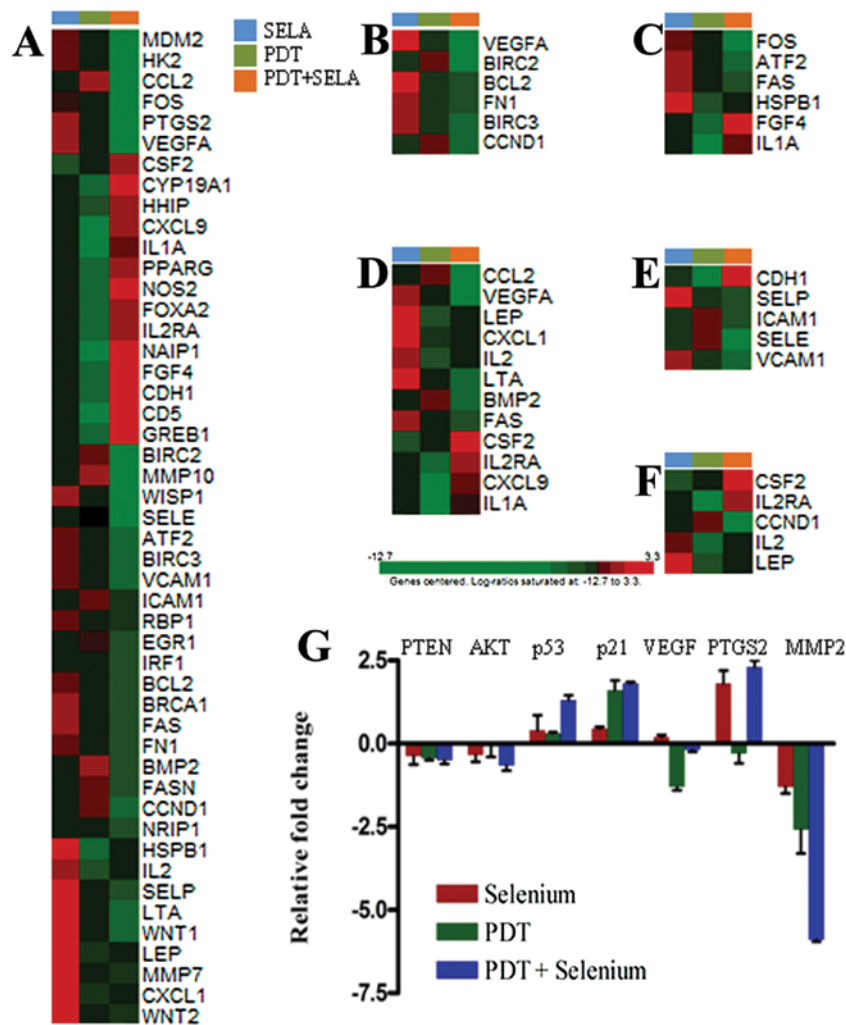 A
SELA
PDT
PDT+SELA
MDM2
HK2
CCL2
FOS
PTGS2
VEGFA
CSF2
CYP19A1
HHIP
CXCL9
IL1A
PPARG
NOS2
FOXA2
IL2RA
NAIP1
FGF4
CDH1
CD5
GREB1
BIRC2
MMP10
WISP1
SELE
ATF2
BIRC3
VCAM1
ICAM1
RBP1
EGR1
IRF1
BCL2
BRCA1
FAS
FN1
BMP2
FASN
CCND1
NRIP1
HSPB1
IL2
SELP
LTA
WNT1
LEP
MMP7
CXCL1
WNT2
B
VEGFA
BIRC2
BCL2
FN1
BIRC3
CCND1
C
FOS
ATF2
FAS
HSPB1
FGF4
IL1A
D
CCL2
VEGFA
LEP
CXCL1
IL2
LTA
BMP2
FAS
CSF2
IL2RA
CXCL9
IL1A
E
CDH1
SELP
ICAM1
SELE
VCAM1
F
CSF2
IL2RA
CCND1
IL2
LEP
-12.7 3.3
Genes centered. Log-ratios saturated at: -12.7 to 3.3.
G
PTEN AKT p53 p21 VEGF PTGS2 MMP2
2.5
0.0
-2.5
-5.0
-7.5
Relative fold change
Selenium
PDT
PDT + Selenium